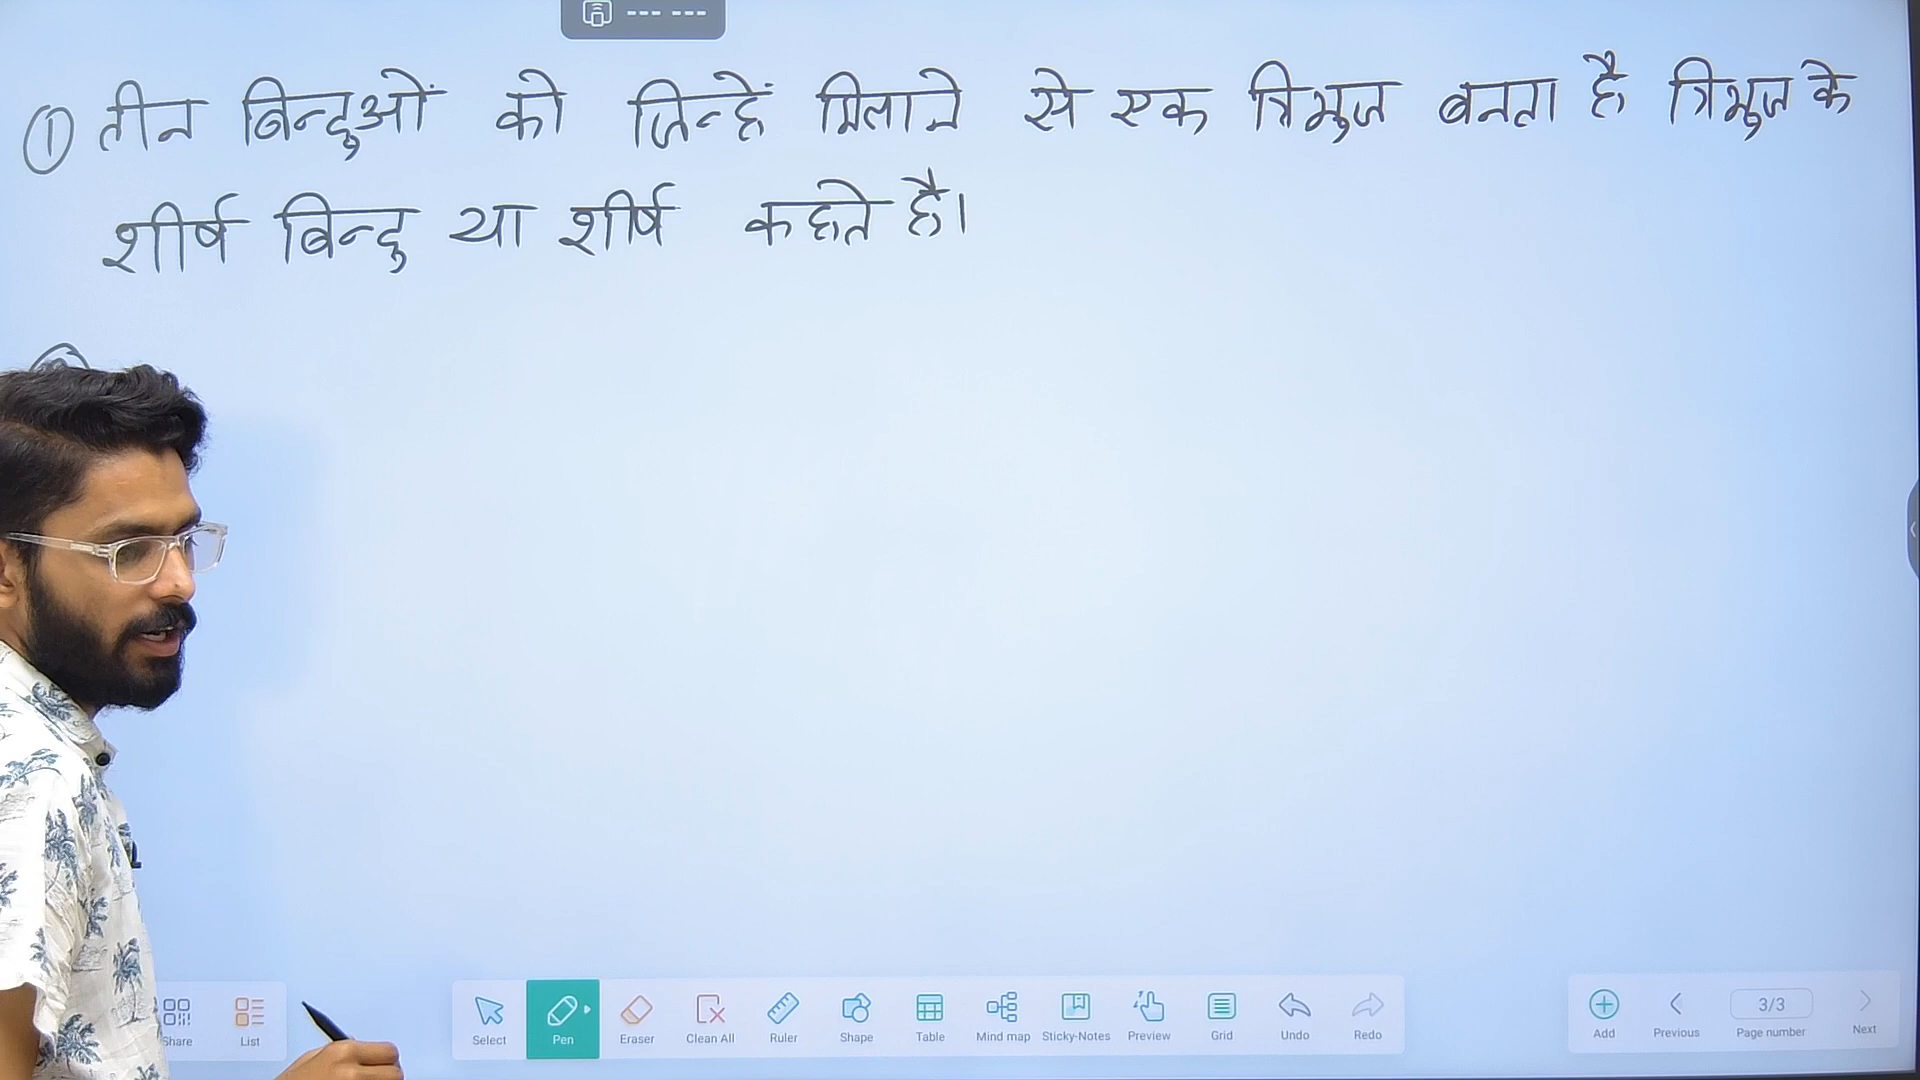 --- ---
① तीन बिन्दुओं को जिन्हें मिलाने से एक त्रिभुज बनता है त्रिभुज के
शीर्ष बिन्दु या शीर्ष कहते है।
Share List Select Pen Eraser Clean All Ruler Shape Table Mind map Sticky-Notes Preview Grid Undo Redo Add Previous 3/3 Page number Next